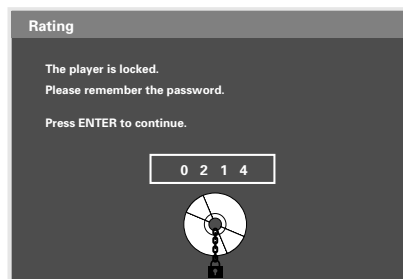 Rating
The player is locked.
Please remember the password.
Press ENTER to continue.
0 2 1 4